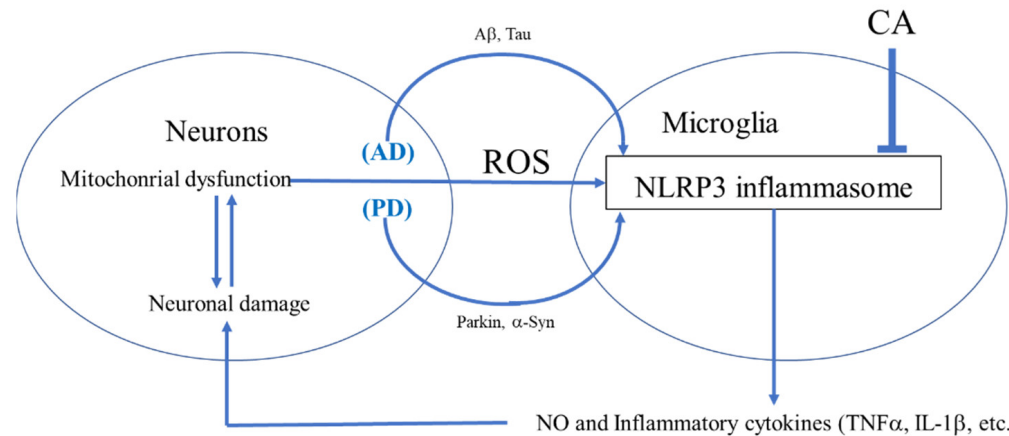 Aβ, Tau
CA
Neurons
Microglia
(AD)
ROS
Mitochonrial dysfunction
NLRP3 inflammasome
(PD)
Neuronal damage
Parkin, α-Syn
NO and Inflammatory cytokines (TNFα, IL-1β, etc.